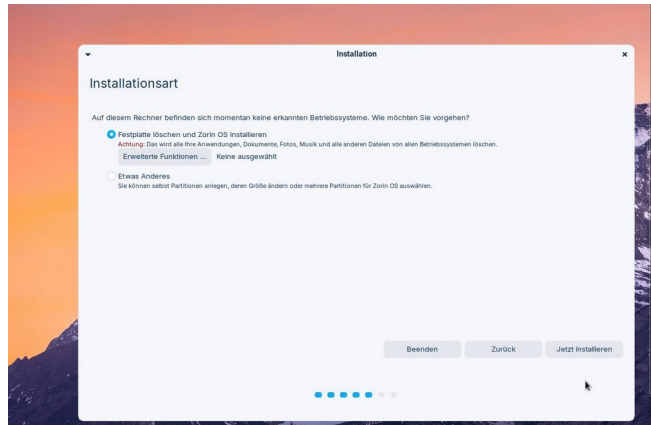 Installation
Installationsart
Auf diesem Rechner befinden sich momentan keine erkannten Betriebssysteme. Wie möchten Sie vorgehen?
Festplatte löschen und Zorin OS installieren
Achtung: Das wird alle Ihre Anwendungen, Dokumente, Fotos, Musik und alle anderen Dateien von allen Betriebssystemen löschen.
Erweiterte Funktionen ... Keine ausgewählt
Etwas Anderes
Sie können selbst Partitionen anlegen, deren Größe ändern oder mehrere Partitionen für Zorin OS auswählen.
Beenden Zurück Jetzt installieren